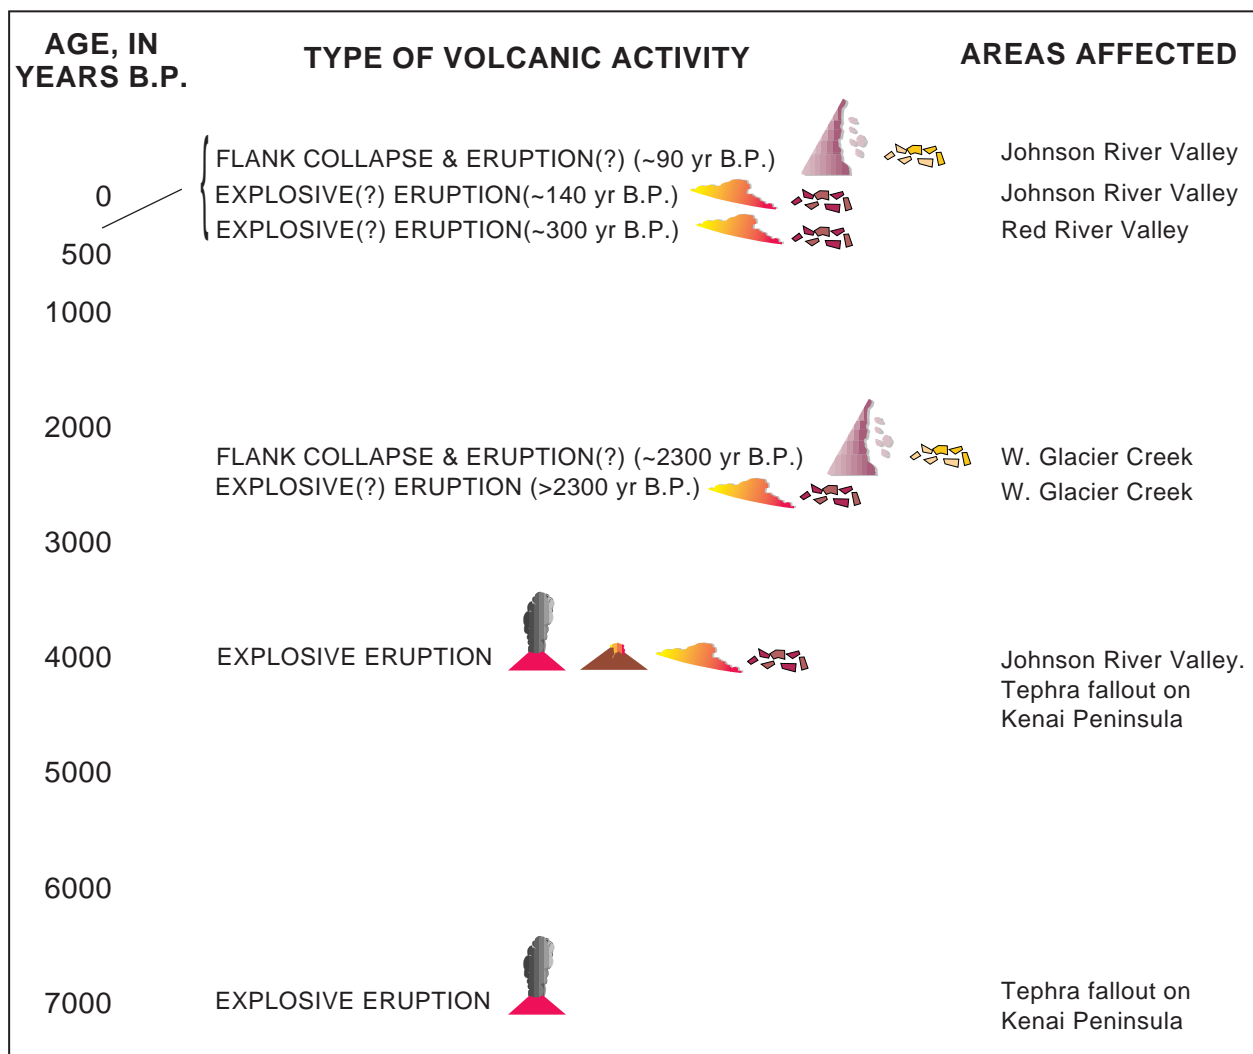 AGE, IN
YEARS B.P.
TYPE OF VOLCANIC ACTIVITY
AREAS AFFECTED
FLANK COLLAPSE & ERUPTION(?) (~90 yr B.P.)
Johnson River Valley
0
EXPLOSIVE(?) ERUPTION(~140 yr B.P.)
Johnson River Valley
EXPLOSIVE(?) ERUPTION(~300 yr B.P.)
Red River Valley
500
1000
2000
FLANK COLLAPSE & ERUPTION(?) (~2300 yr B.P.)
W. Glacier Creek
EXPLOSIVE(?) ERUPTION (>2300 yr B.P.)
W. Glacier Creek
3000
4000
EXPLOSIVE ERUPTION
Johnson River Valley.
Tephra fallout on
Kenai Peninsula
5000
6000
7000
EXPLOSIVE ERUPTION
Tephra fallout on
Kenai Peninsula